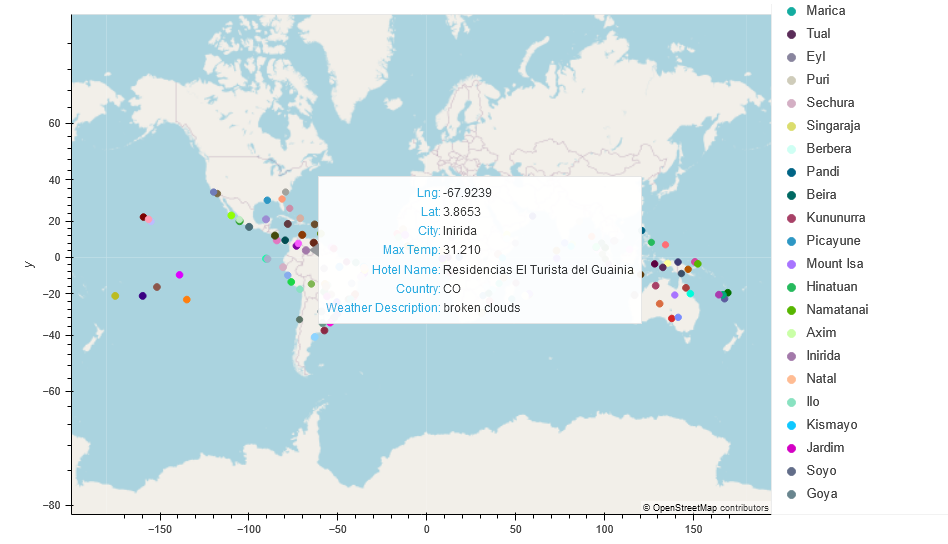 Marica
Tual
Eyl
Puri
Sechura
Singaraja
Berbera
Pandi
Beira
Kununurra
Picayune
Mount Isa
Hinatuan
Namatanai
Axim
Inirida
Natal
Ilo
Kismayo
Jardim
Soyo
Goya
60
40
20
0
−20
−40
−60
−80
y
Lng: -67.9239
Lat: 3.8653
City: Inirida
Max Temp: 31.210
Hotel Name: Residencias El Turista del Guainia
Country: CO
Weather Description: broken clouds
© OpenStreetMap contributors
−150 −100 −50 0 50 100 150